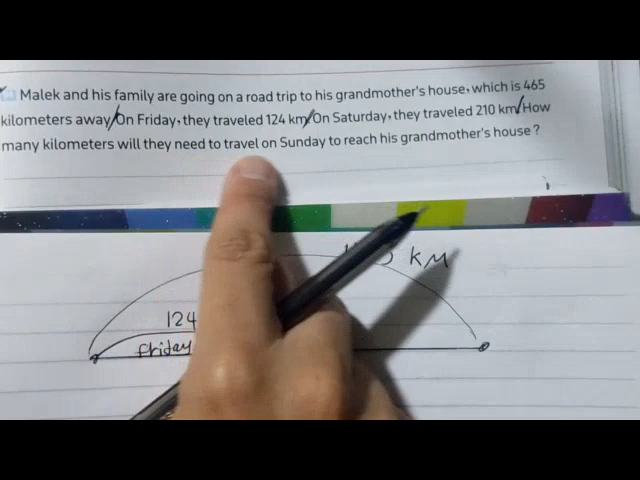 Malek and his family are going on a road trip to his grandmother's house, which is 465
kilometers away/On Friday, they traveled 124 km/On Saturday, they traveled 210 km/How
many kilometers will they need to travel on Sunday to reach his grandmother's house?
KM
124
Friday